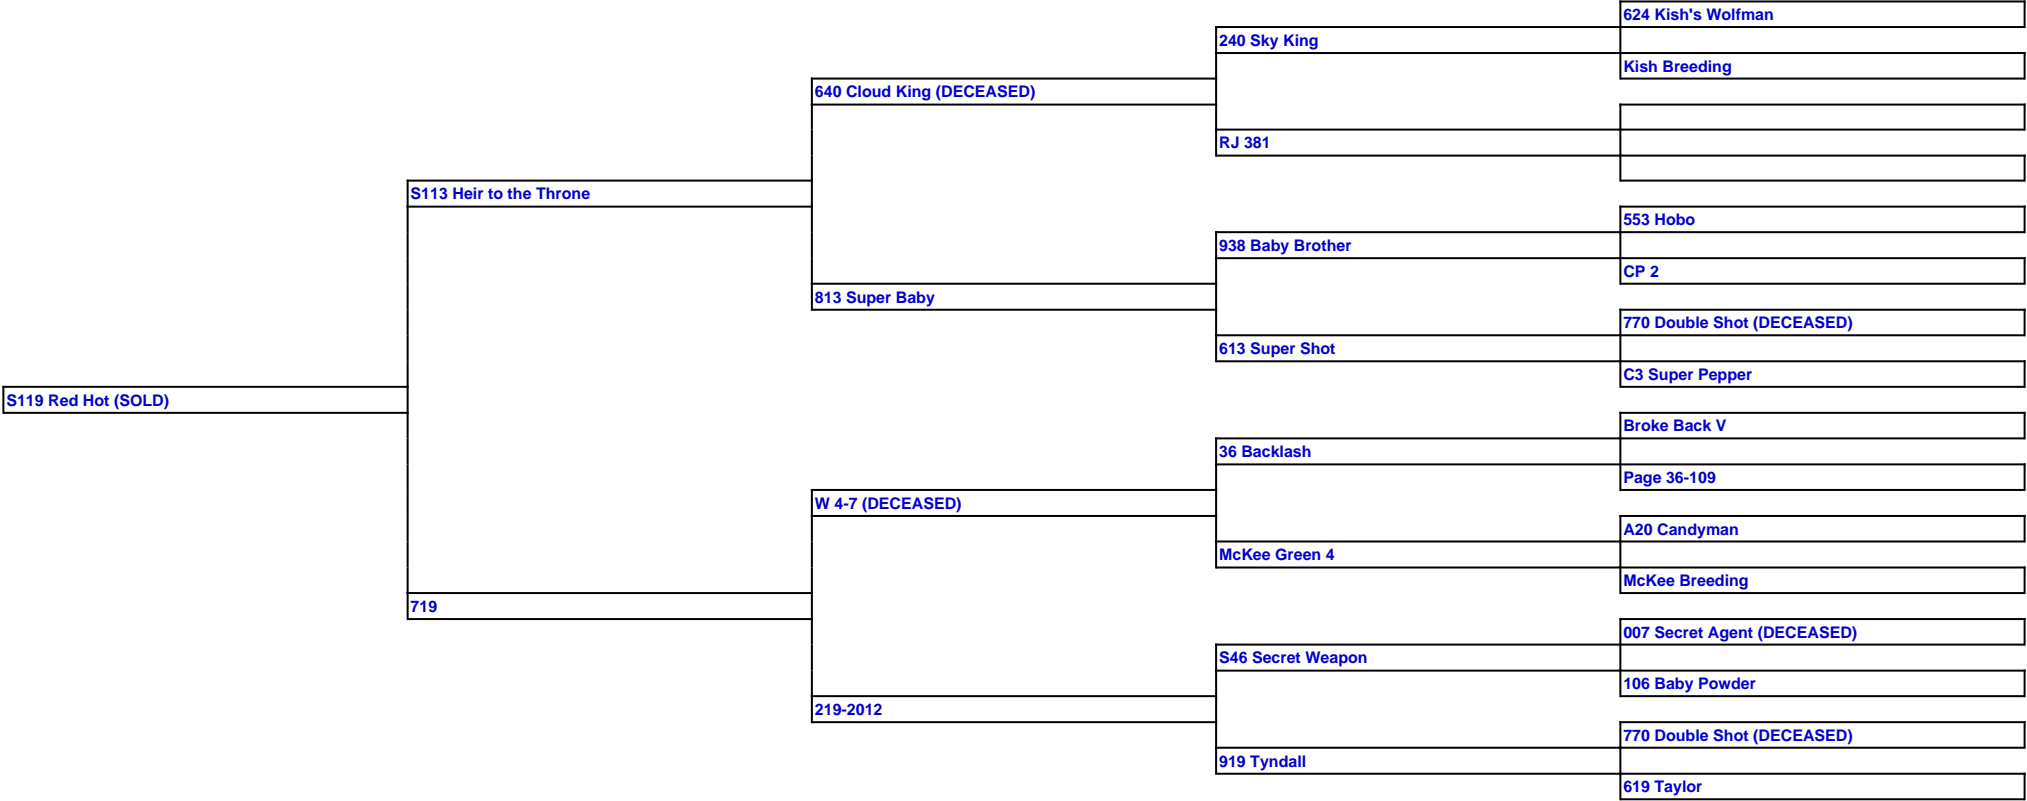 624 Kish's Wolfman
240 Sky King
Kish Breeding
640 Cloud King (DECEASED)
RJ 381
S113 Heir to the Throne
553 Hobo
938 Baby Brother
CP 2
813 Super Baby
770 Double Shot (DECEASED)
613 Super Shot
C3 Super Pepper
S119 Red Hot (SOLD)
Broke Back V
36 Backlash
Page 36-109
W 4-7 (DECEASED)
A20 Candyman
McKee Green 4
McKee Breeding
719
007 Secret Agent (DECEASED)
S46 Secret Weapon
106 Baby Powder
219-2012
770 Double Shot (DECEASED)
919 Tyndall
619 Taylor